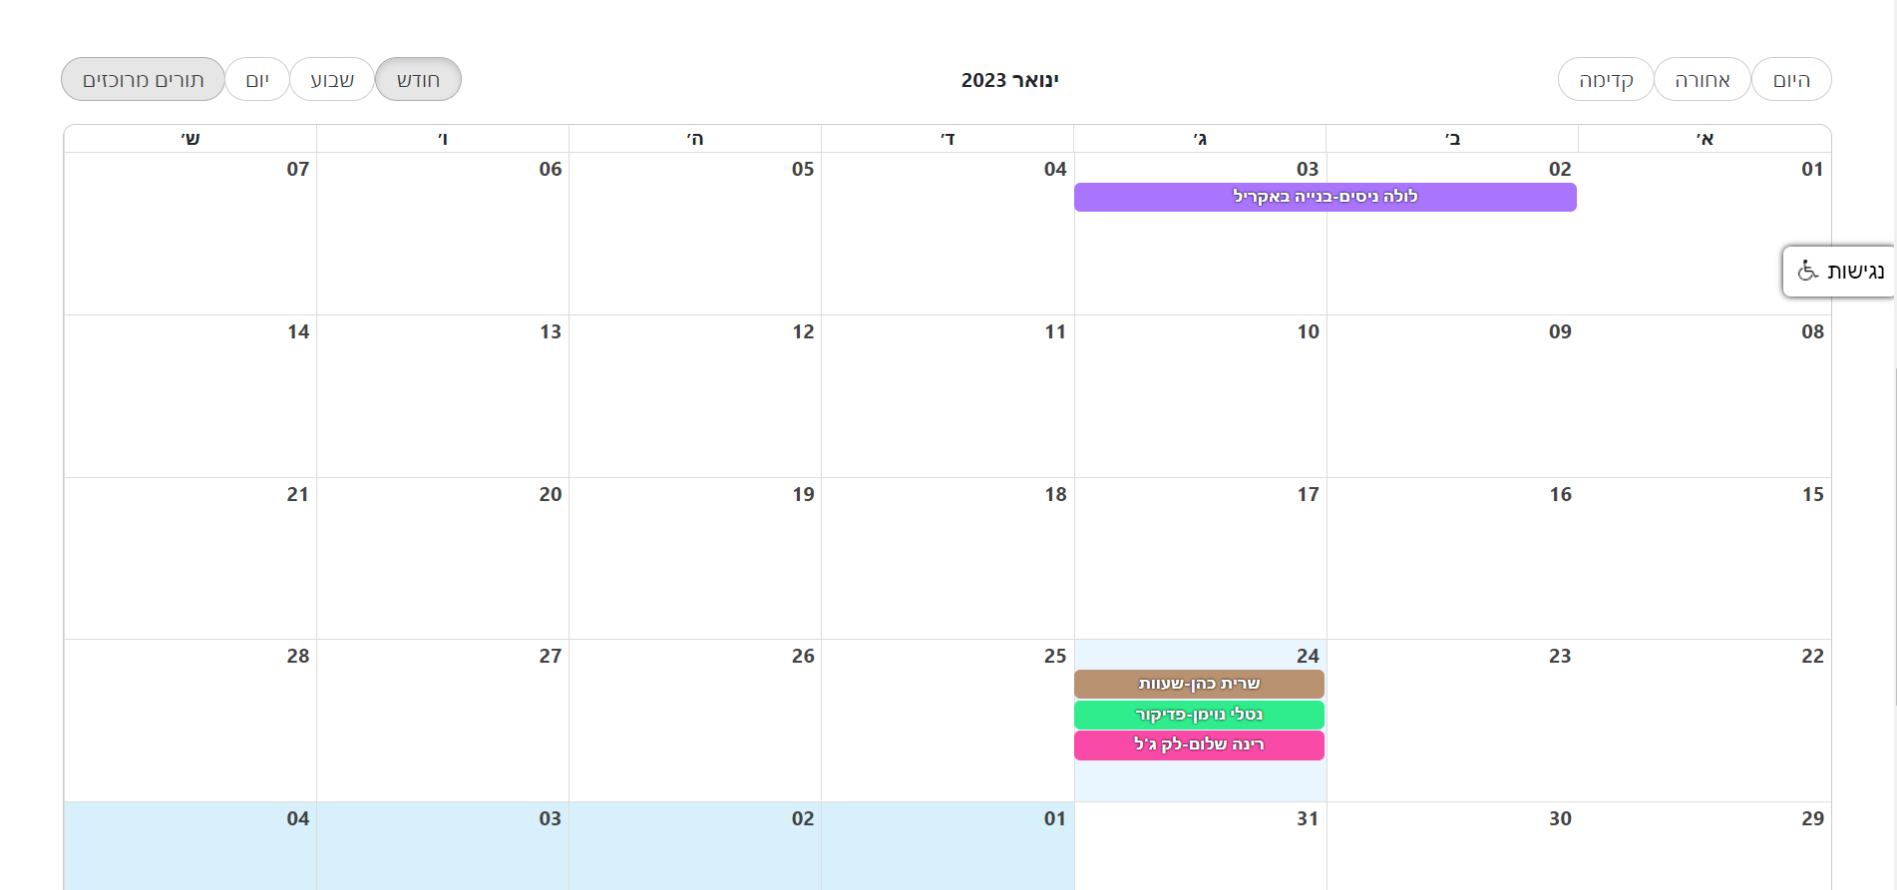 היום אחורה קדימה ינואר 2023 חודש שבוע יום תורים מרוכזים
א׳ ב׳ ג׳ ד׳ ה׳ ו׳ ש׳
01 02 03 04 05 06 07
לולה ניסים-בנייה באקריל
נגישות
08 09 10 11 12 13 14
15 16 17 18 19 20 21
22 23 24 25 26 27 28
שרית כהן-שעוות
נטלי נוימן-פדיקור
רינה שלום-לק ג'ל
29 30 31 01 02 03 04